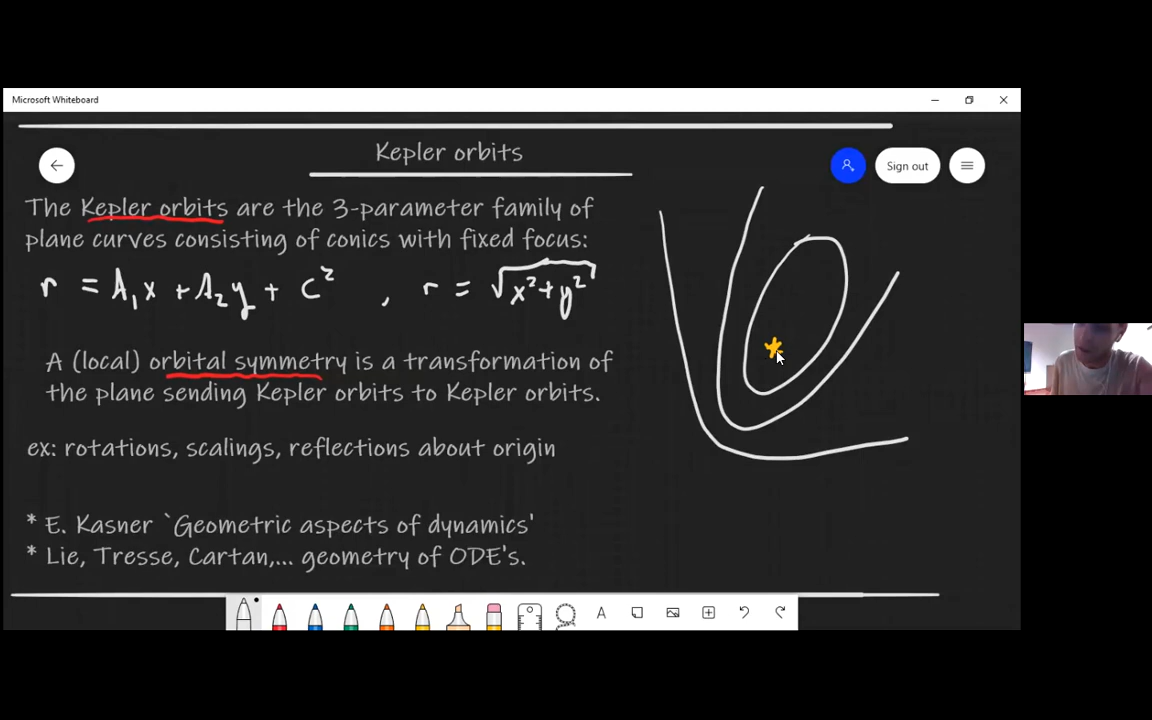 Microsoft Whiteboard
Kepler orbits
Sign out
The Kepler orbits are the 3-parameter family of
plane curves consisting of conics with fixed focus:
r = A₁x + A₂y + c² , r = √x²+y²
A (local) orbital symmetry is a transformation of
the plane sending Kepler orbits to Kepler orbits.
ex: rotations, scalings, reflections about origin
* E. Kasner `Geometric aspects of dynamics'
* Lie, Tresse, Cartan,... geometry of ODE's.
A